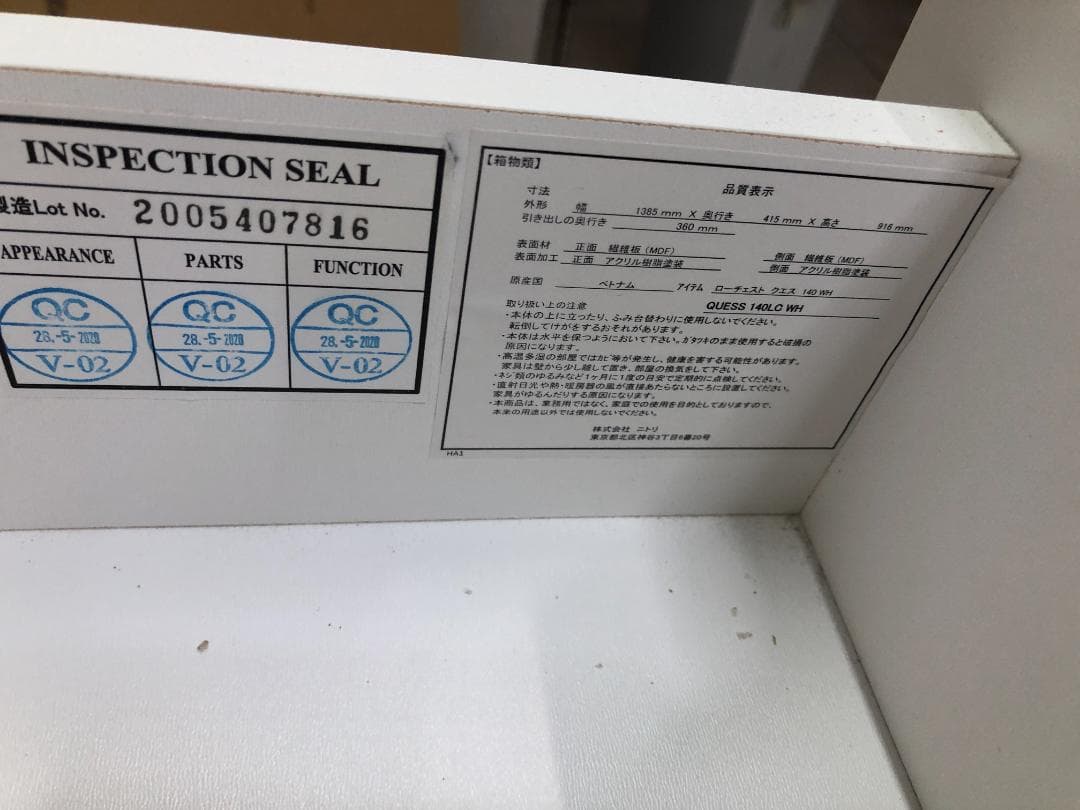 INSPECTION SEAL
製造Lot No. 2005407816
APPEARANCE PARTS FUNCTION
QC QC QC
28.-5-2020 28.-5-2020 28.-5-2020
V-02 V-02 V-02
【箱物類】
品質表示
寸法
外形 幅 1385 mm X 奥行き 415 mm X 高さ 916 mm
引き出しの奥行き 360 mm
表面材 正面 繊維板(MDF) 側面 繊維板(MDF)
表面加工 正面 アクリル樹脂塗装 側面 アクリル樹脂塗装
原産国 ベトナム アイテム ローチェスト クエス 140 WH
QUESS 140LC WH
取り扱い上の注意
・本体の上に立ったり、ふみ台替わりに使用しないでください。
転倒してけがをするおそれがあります。
・本体は水平を保つようにおいて下さい。ガタツキのまま使用すると破損の
原因になります。
・高温多湿の部屋ではカビ等が発生し、健康を害する可能性があります。
家具は壁から少し離して置き、部屋の換気をして下さい。
・ネジ類のゆるみなど1ヶ月に1度の目安で定期的に点検してください。
・直射日光や熱・暖房器の風が直接あたらないところに設置してください。
家具がゆるんだりする原因になります。
・本商品は、業務用ではなく、家庭での使用を目的としておりますので、
本来の用途以外では使用しないでください。
株式会社 ニトリ
東京都北区神谷3丁目6番20号
HA3